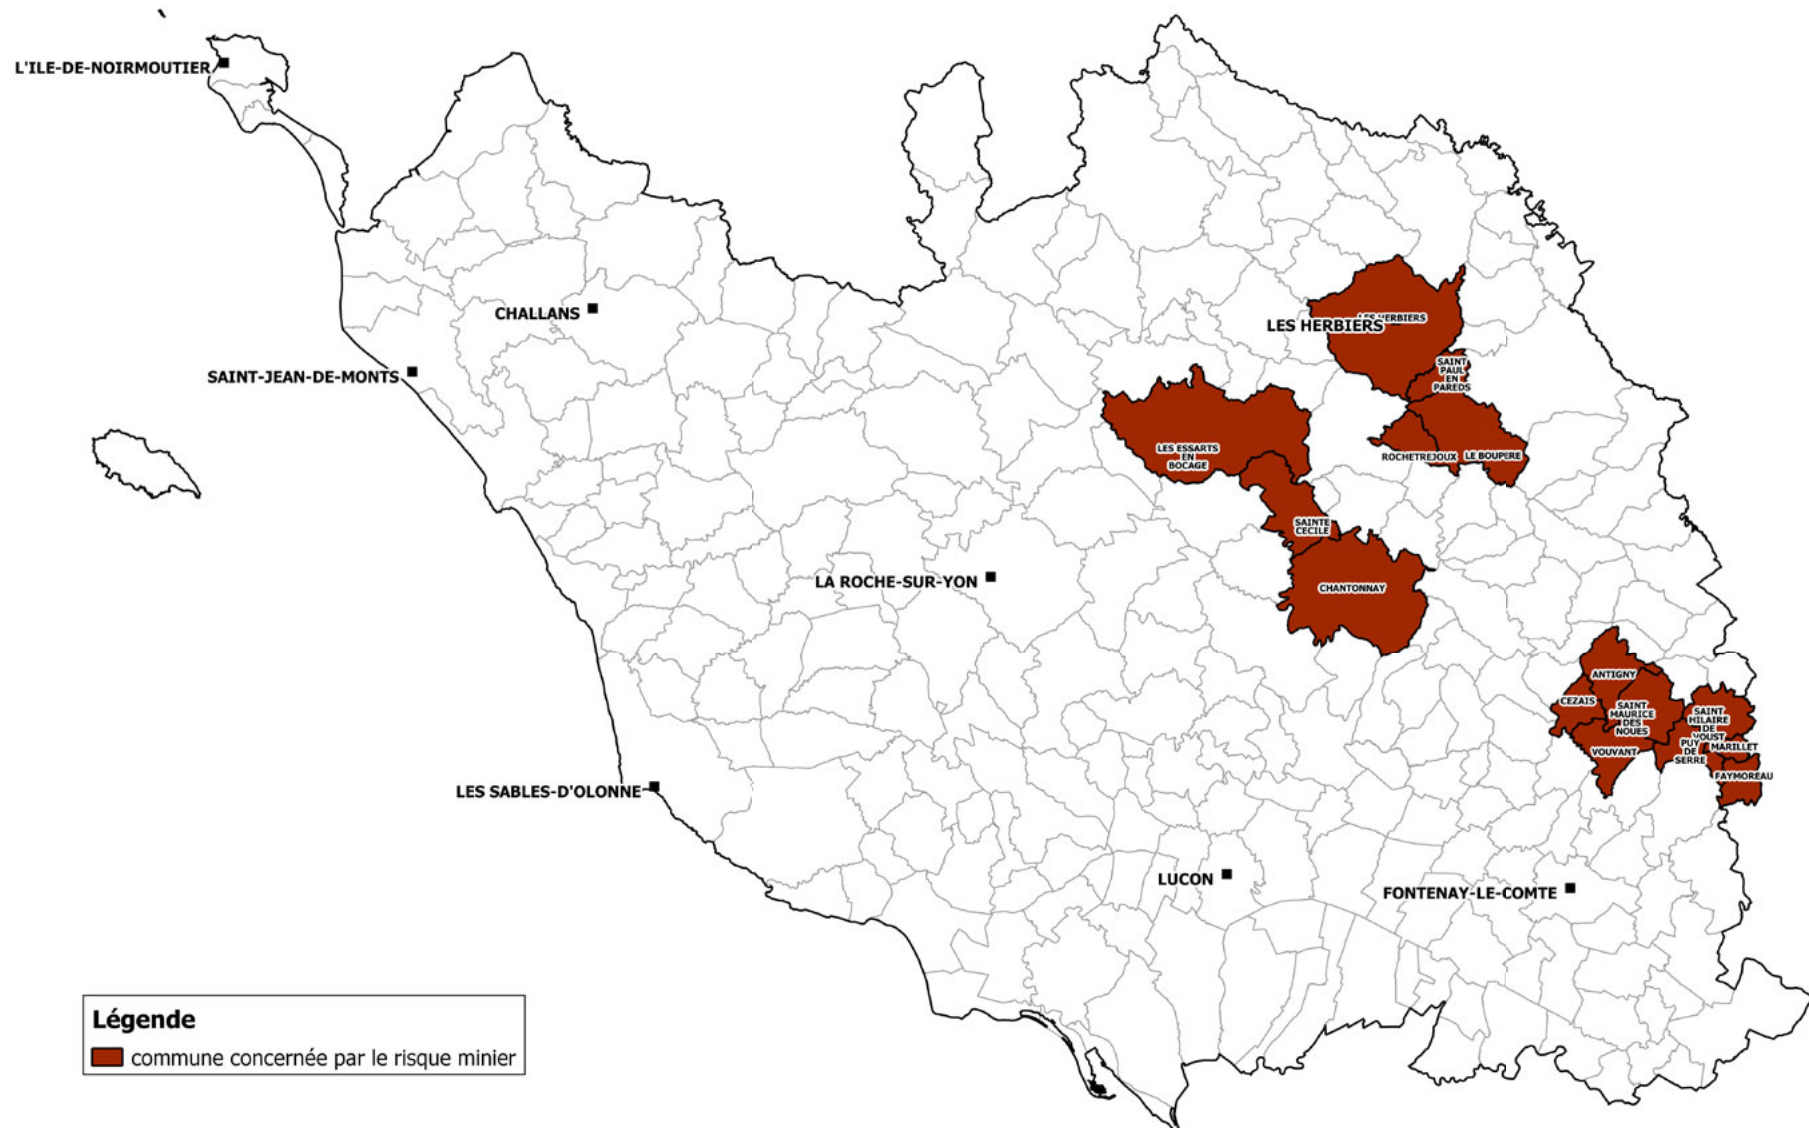 L'ILE-DE-NOIRMOUTIER
CHALLANS
SAINT-JEAN-DE-MONTS
LES HERBIERS
LES HERBIERS
SAINT
PAUL
EN
PAREDS
ROCHETREJOUX
LE BOUPERE
LES ESSARTS
EN
BOCAGE
SAINTE
CECILE
CHANTONNAY
LA ROCHE-SUR-YON
ANTIGNY
CEZAIS
SAINT
MAURICE
DES
NOUES
VOUVANT
SAINT
HILAIRE
DE
VOUST
PUY
DE
SERRE
MARILLET
FAYMOREAU
LES SABLES-D'OLONNE
LUCON
FONTENAY-LE-COMTE
Légende
commune concernée par le risque minier